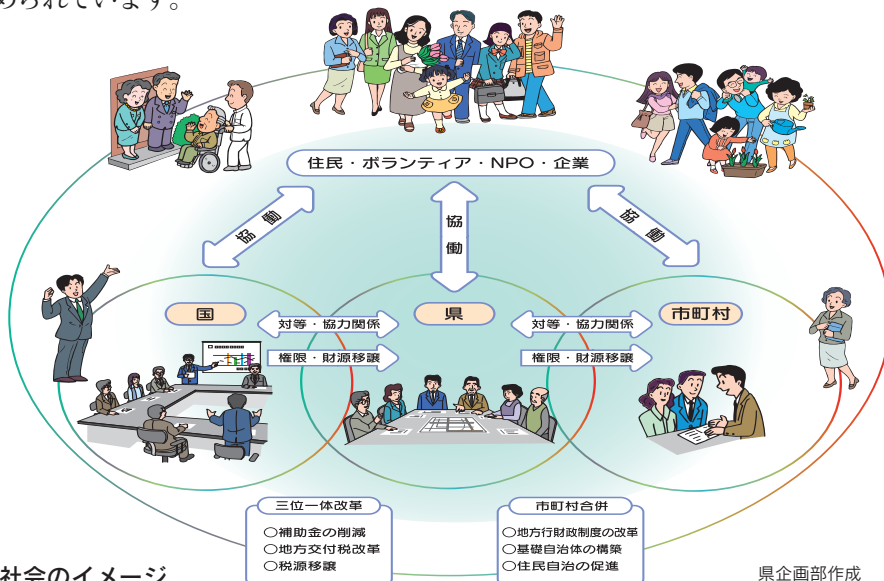 められています。
住民・ボランティア・NPO・企業
協働
協働
協働
国
県
市町村
対等・協力関係
対等・協力関係
権限・財源移譲
権限・財源移譲
三位一体改革
○補助金の削減
○地方交付税改革
○税源移譲
市町村合併
○地方行財政制度の改革
○基礎自治体の構築
○住民自治の促進
社会のイメージ
県企画部作成